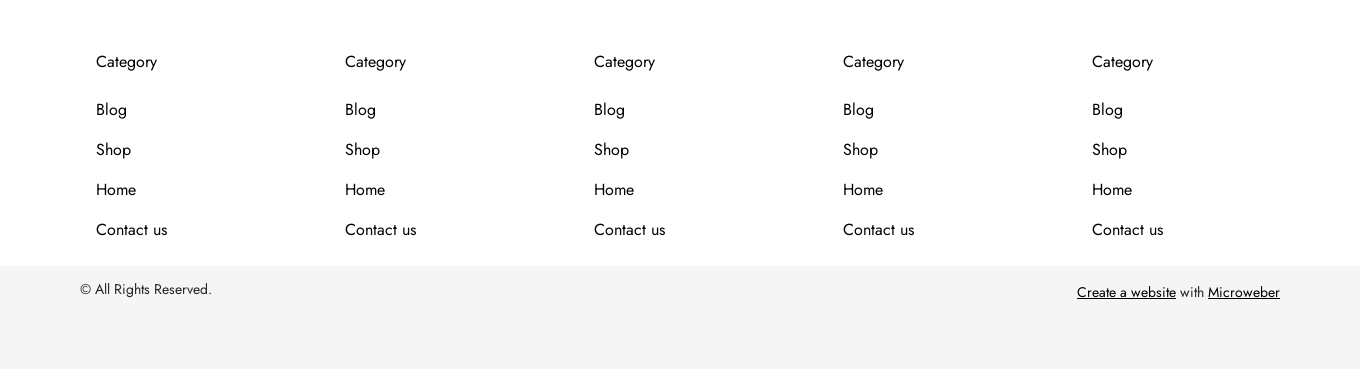 Category
Blog
Shop
Home
Contact us
Category
Blog
Shop
Home
Contact us
Category
Blog
Shop
Home
Contact us
Category
Blog
Shop
Home
Contact us
Category
Blog
Shop
Home
Contact us
© All Rights Reserved.
Create a website with Microweber